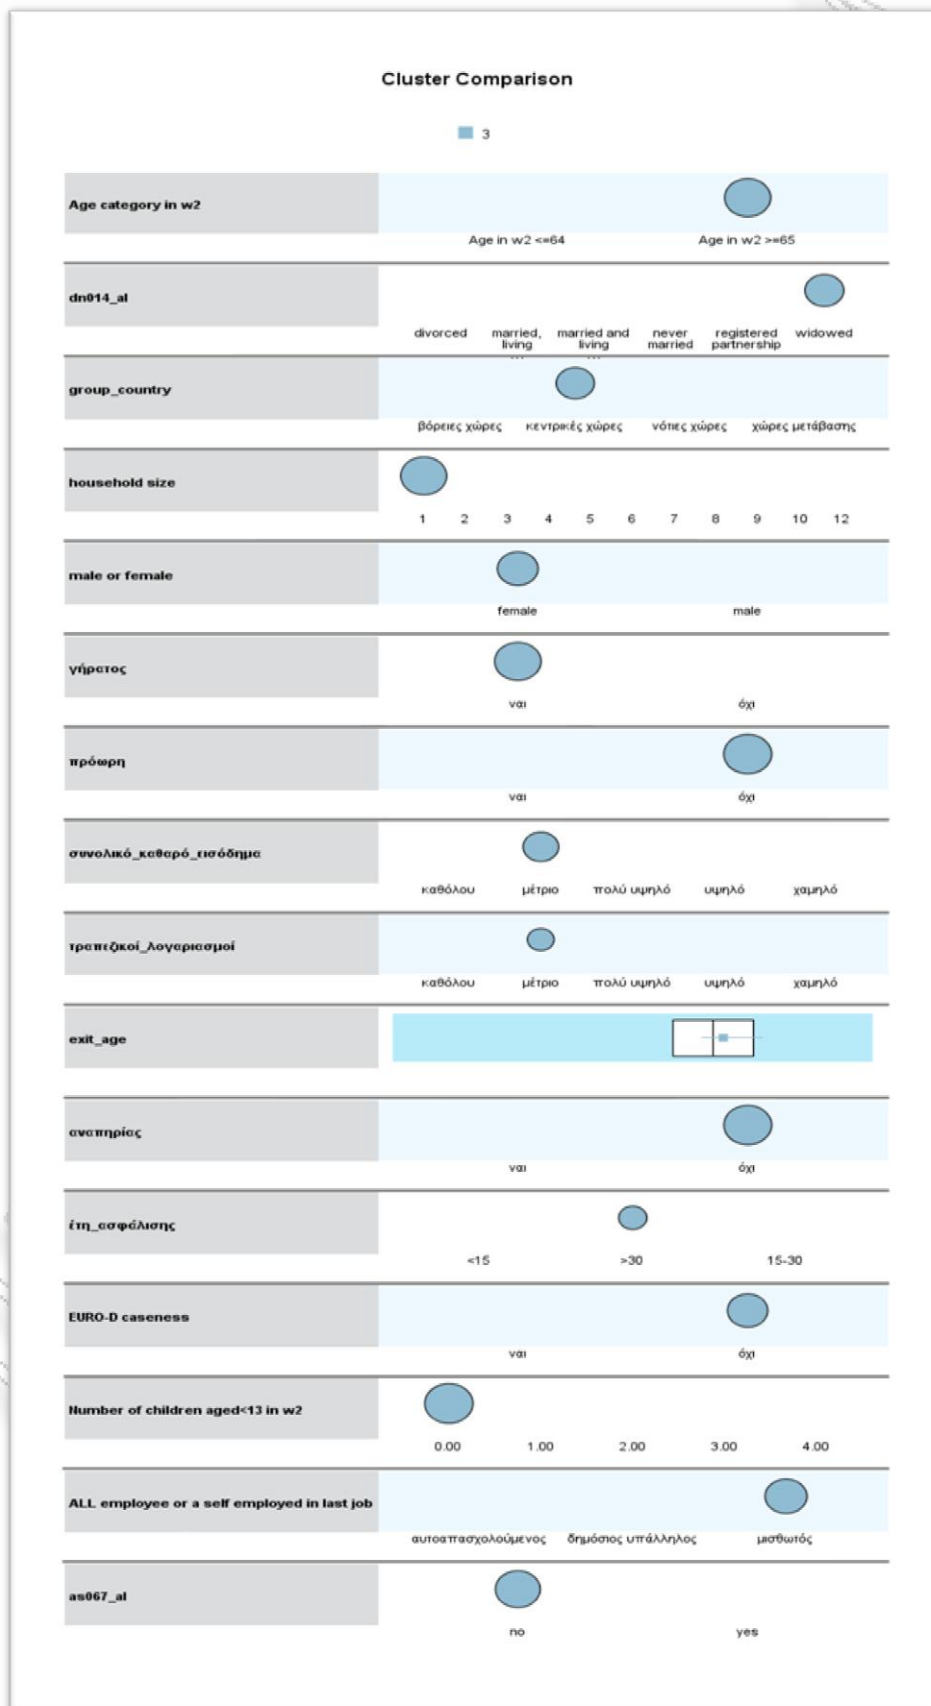 Cluster Comparison
3
Age category in w2
Age in w2 <=64 Age in w2 >=65
dn014_al
divorced married, living ... married and living ... never married registered partnership widowed
group_country
βόρειες χώρες κεντρικές χώρες νότιες χώρες χώρες μετάβασης
household size
1 2 3 4 5 6 7 8 9 10 12
male or female
female male
γήρατος
ναι όχι
πρόωρη
ναι όχι
συνολικό_καθαρό_εισόδημα
καθόλου μέτριο πολύ υψηλό υψηλό χαμηλό
τραπεζικοί_λογαριασμοί
καθόλου μέτριο πολύ υψηλό υψηλό χαμηλό
exit_age
αναπηρίας
ναι όχι
έτη_ασφάλισης
<15 >30 15-30
EURO-D caseness
ναι όχι
Number of children aged<13 in w2
0.00 1.00 2.00 3.00 4.00
ALL employee or a self employed in last job
αυτοαπασχολούμενος δημόσιος υπάλληλος μισθωτός
as067_al
no yes